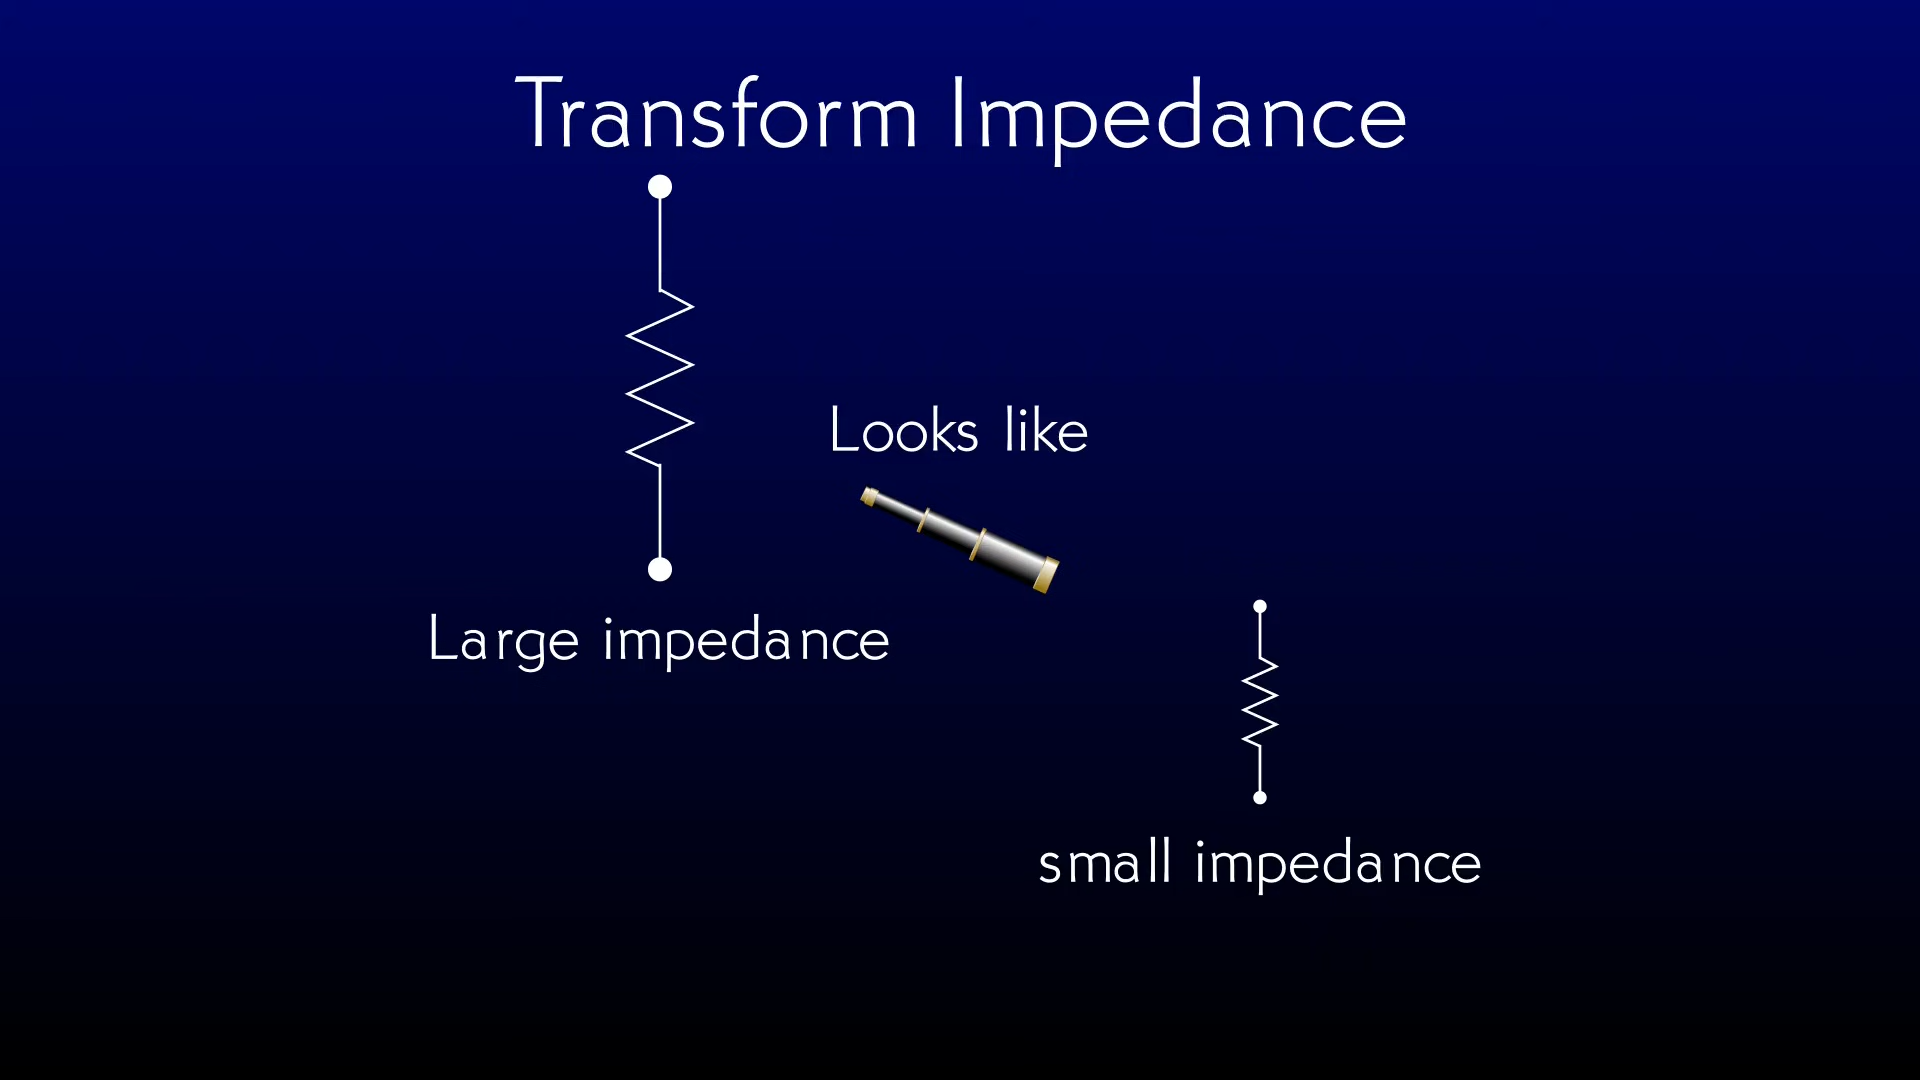 Transform Impedance
Looks like
Large impedance
small impedance